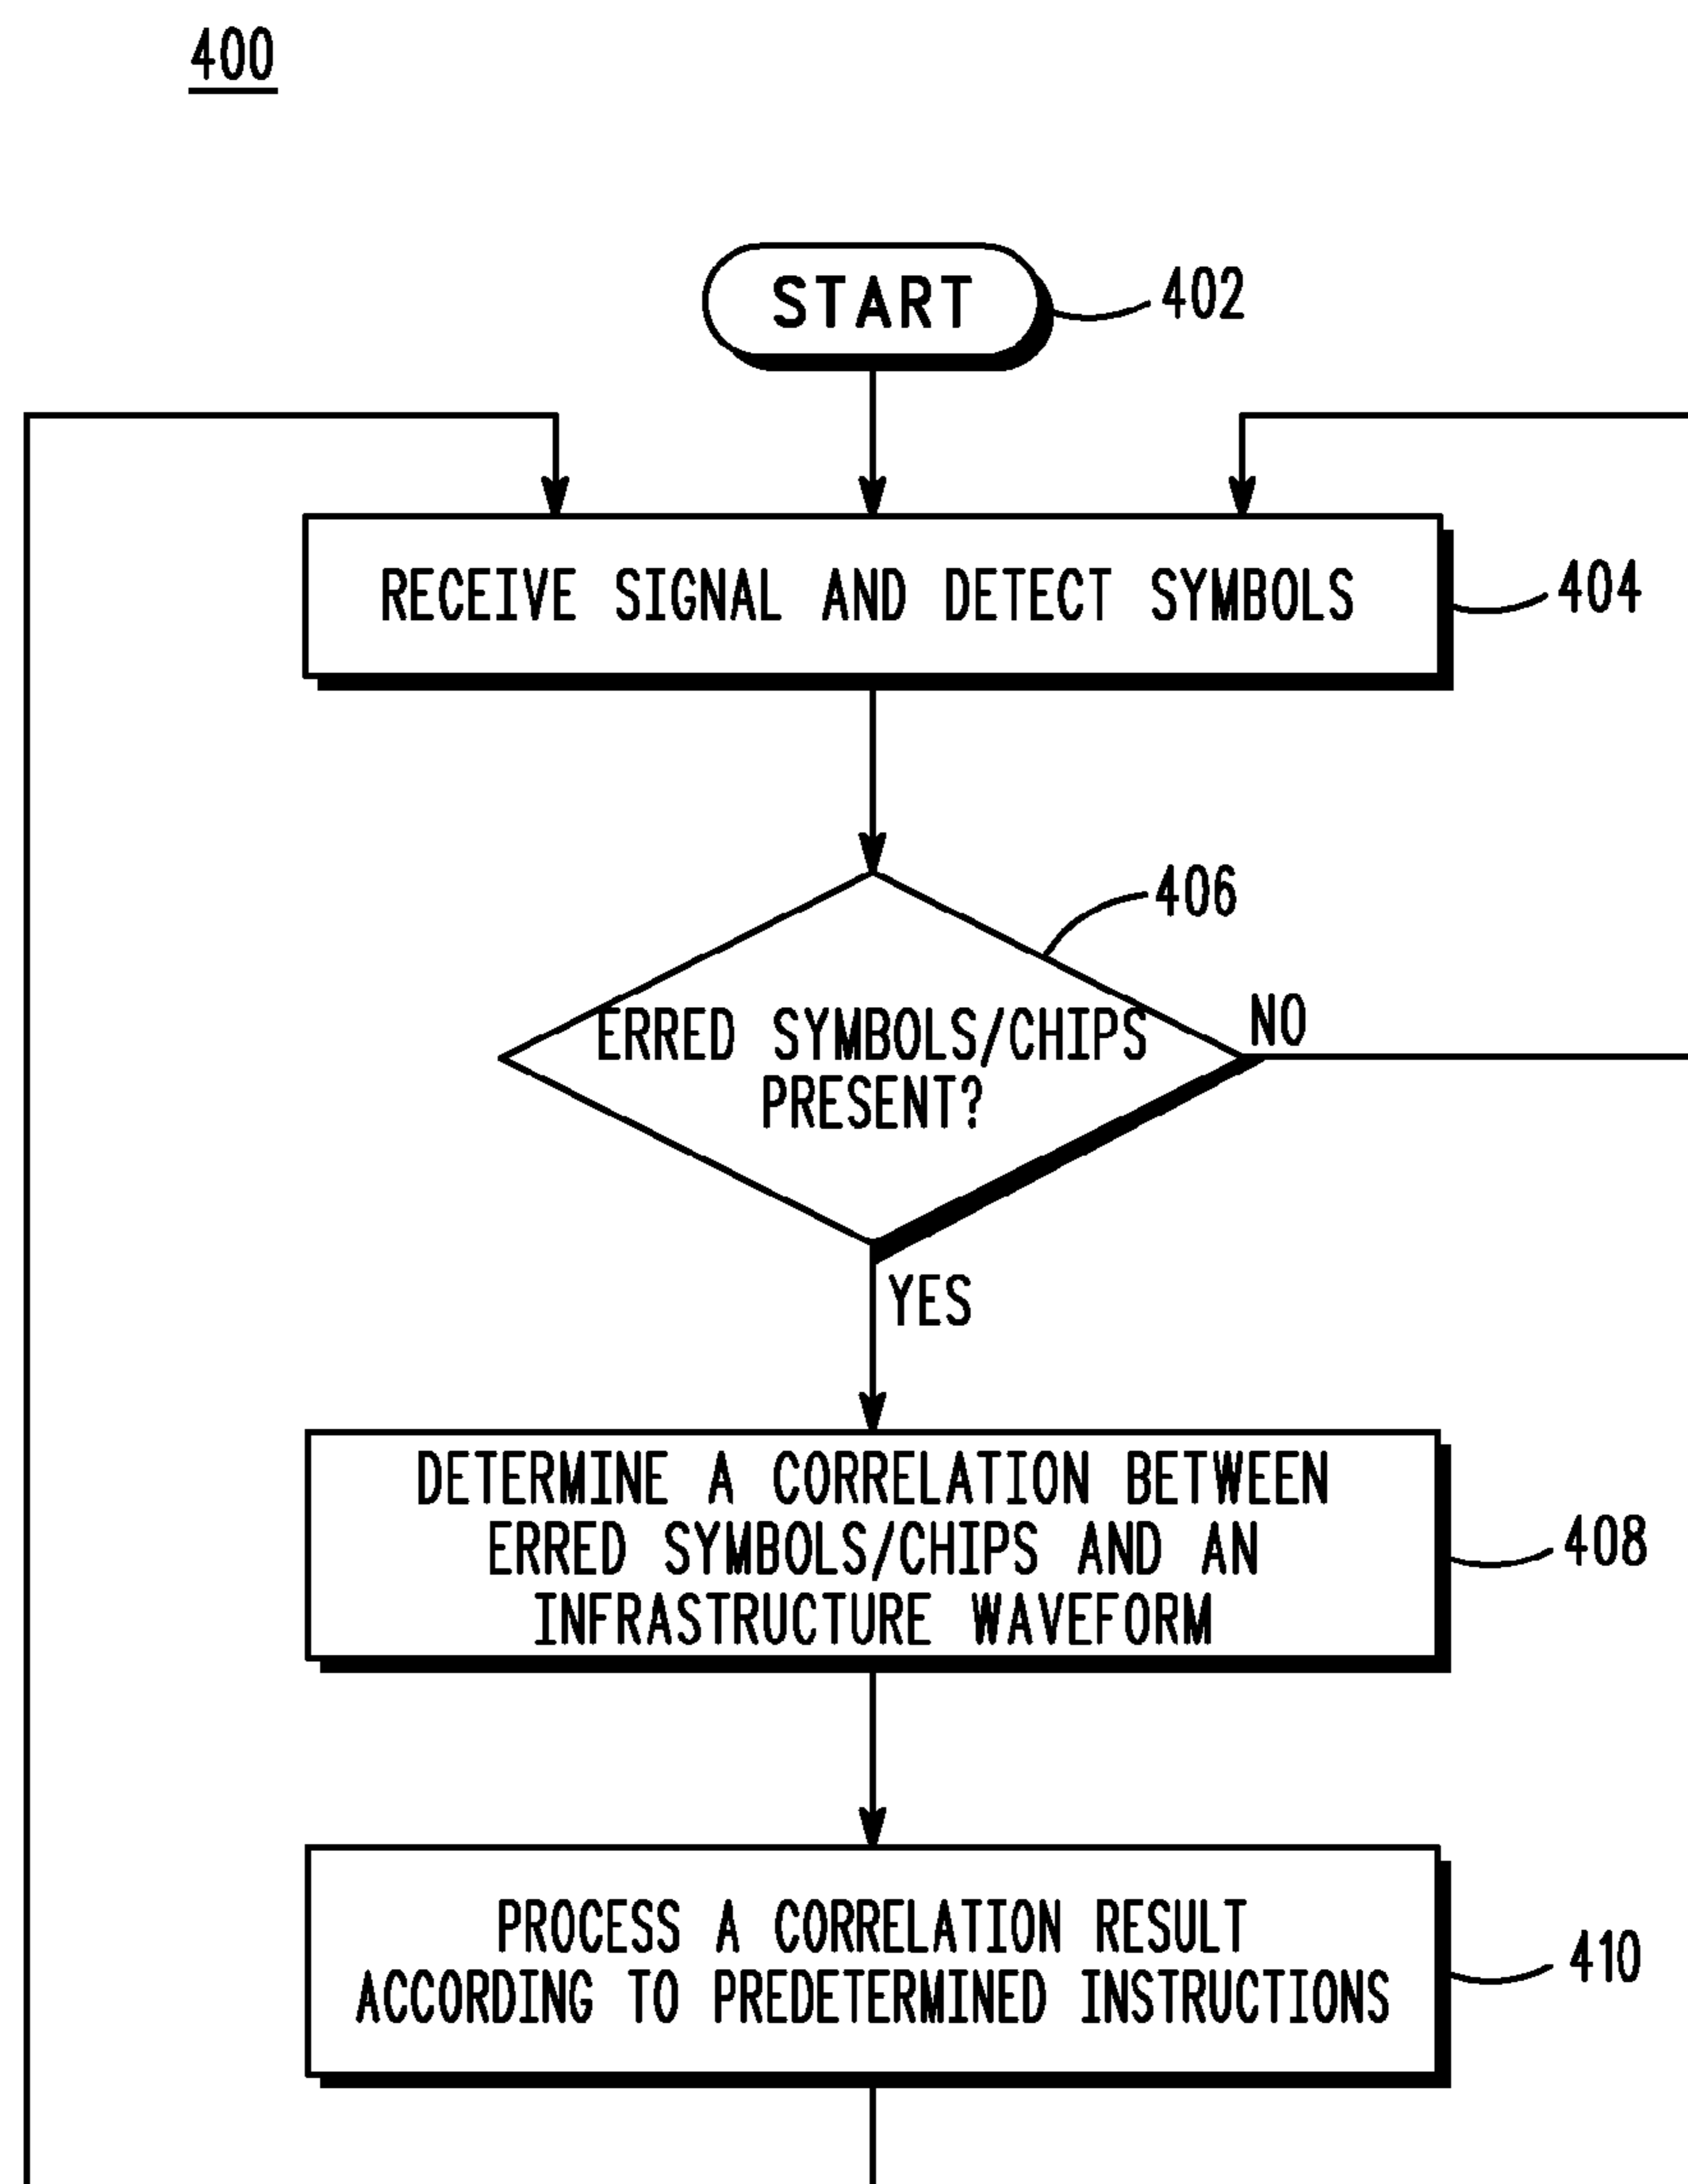 400
START
402
RECEIVE SIGNAL AND DETECT SYMBOLS
404
406
ERRED SYMBOLS/CHIPS
PRESENT?
NO
YES
DETERMINE A CORRELATION BETWEEN
ERRED SYMBOLS/CHIPS AND AN
INFRASTRUCTURE WAVEFORM
408
PROCESS A CORRELATION RESULT
ACCORDING TO PREDETERMINED INSTRUCTIONS
410